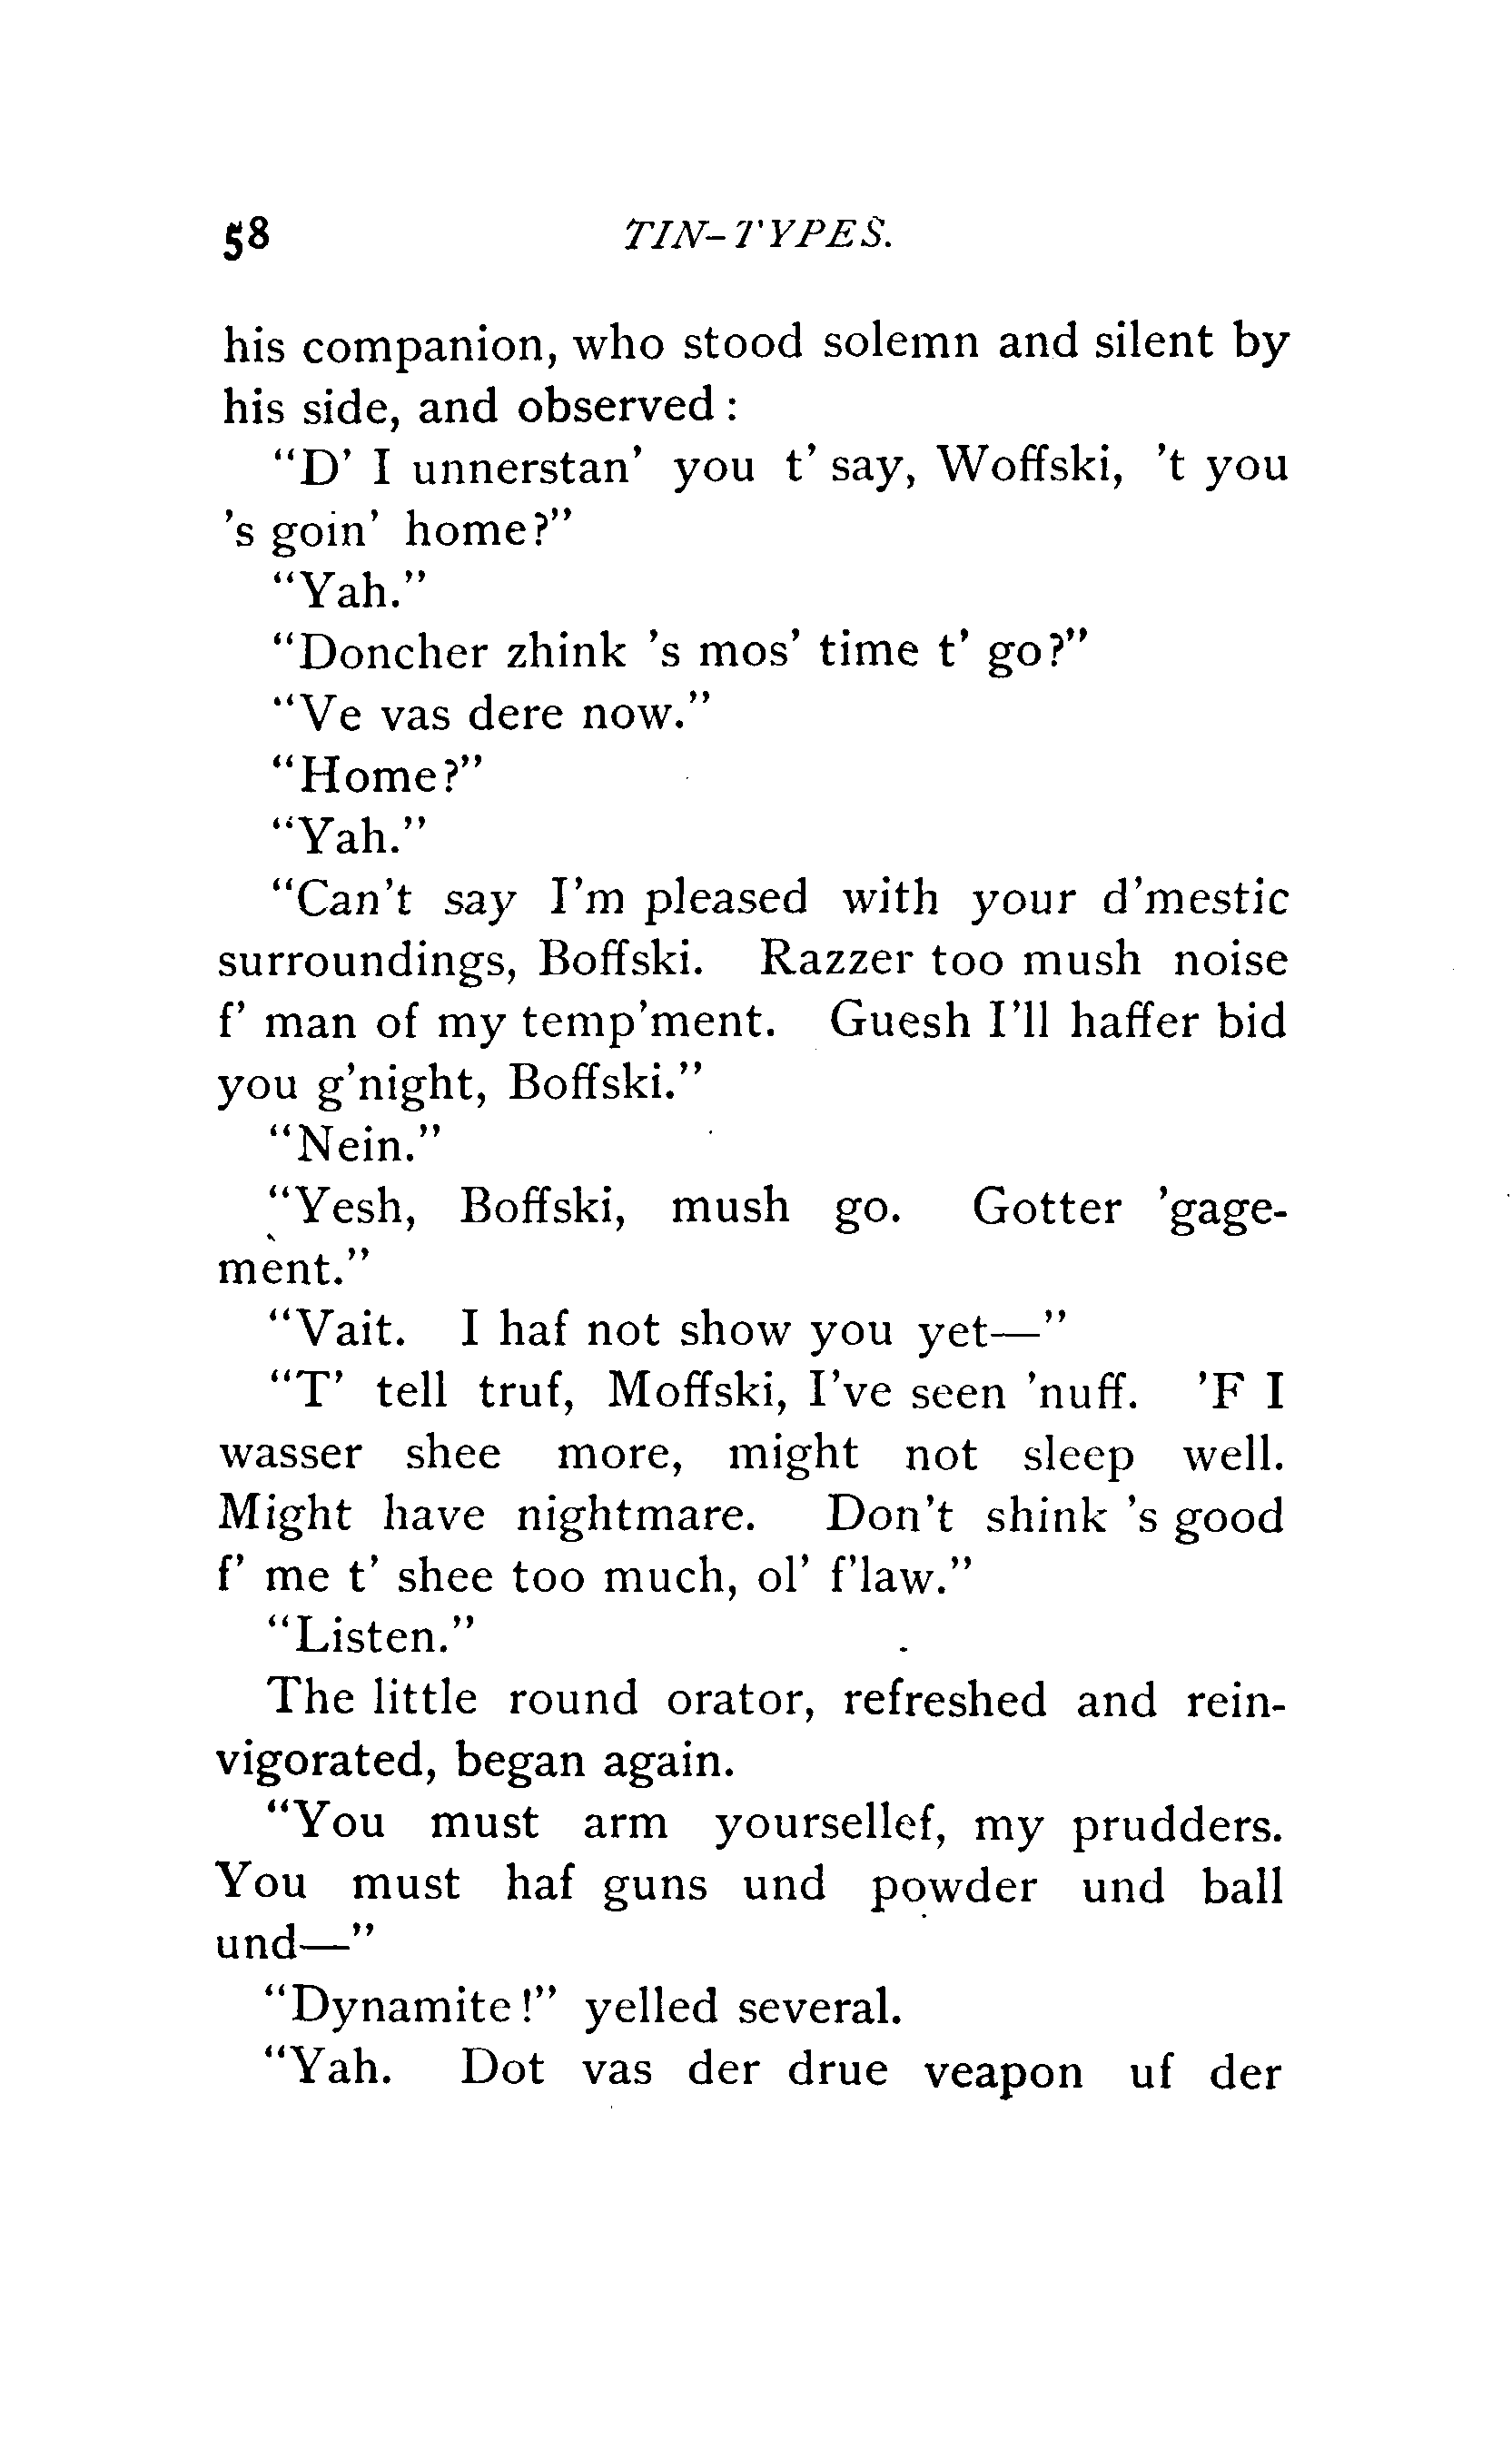 58 TIN-TYPES.
his companion, who stood solemn and silent by
his side, and observed :
"D' I unnerstan' you t' say, Woffski, 't you
's goin' home?"
"Yah."
"Doncher zhink 's mos' time t' go?"
"Ve vas dere now."
"Home?"
"Yah."
"Can't say I'm pleased with your d'mestic
surroundings, Boffski. Razzer too mush noise
f' man of my temp'ment. Guesh I'll haffer bid
you g'night, Boffski."
"Nein."
"Yesh, Boffski, mush go. Gotter 'gage-
ment."
"Vait. I haf not show you yet—"
"T' tell truf, Moffski, I've seen 'nuff. 'F I
wasser shee more, might not sleep well.
Might have nightmare. Don't shink 's good
f' me t' shee too much, ol' f'law."
"Listen."
The little round orator, refreshed and rein-
vigorated, began again.
"You must arm yoursellef, my prudders.
You must haf guns und powder und ball
und—"
"Dynamite!" yelled several.
"Yah. Dot vas der drue veapon uf der